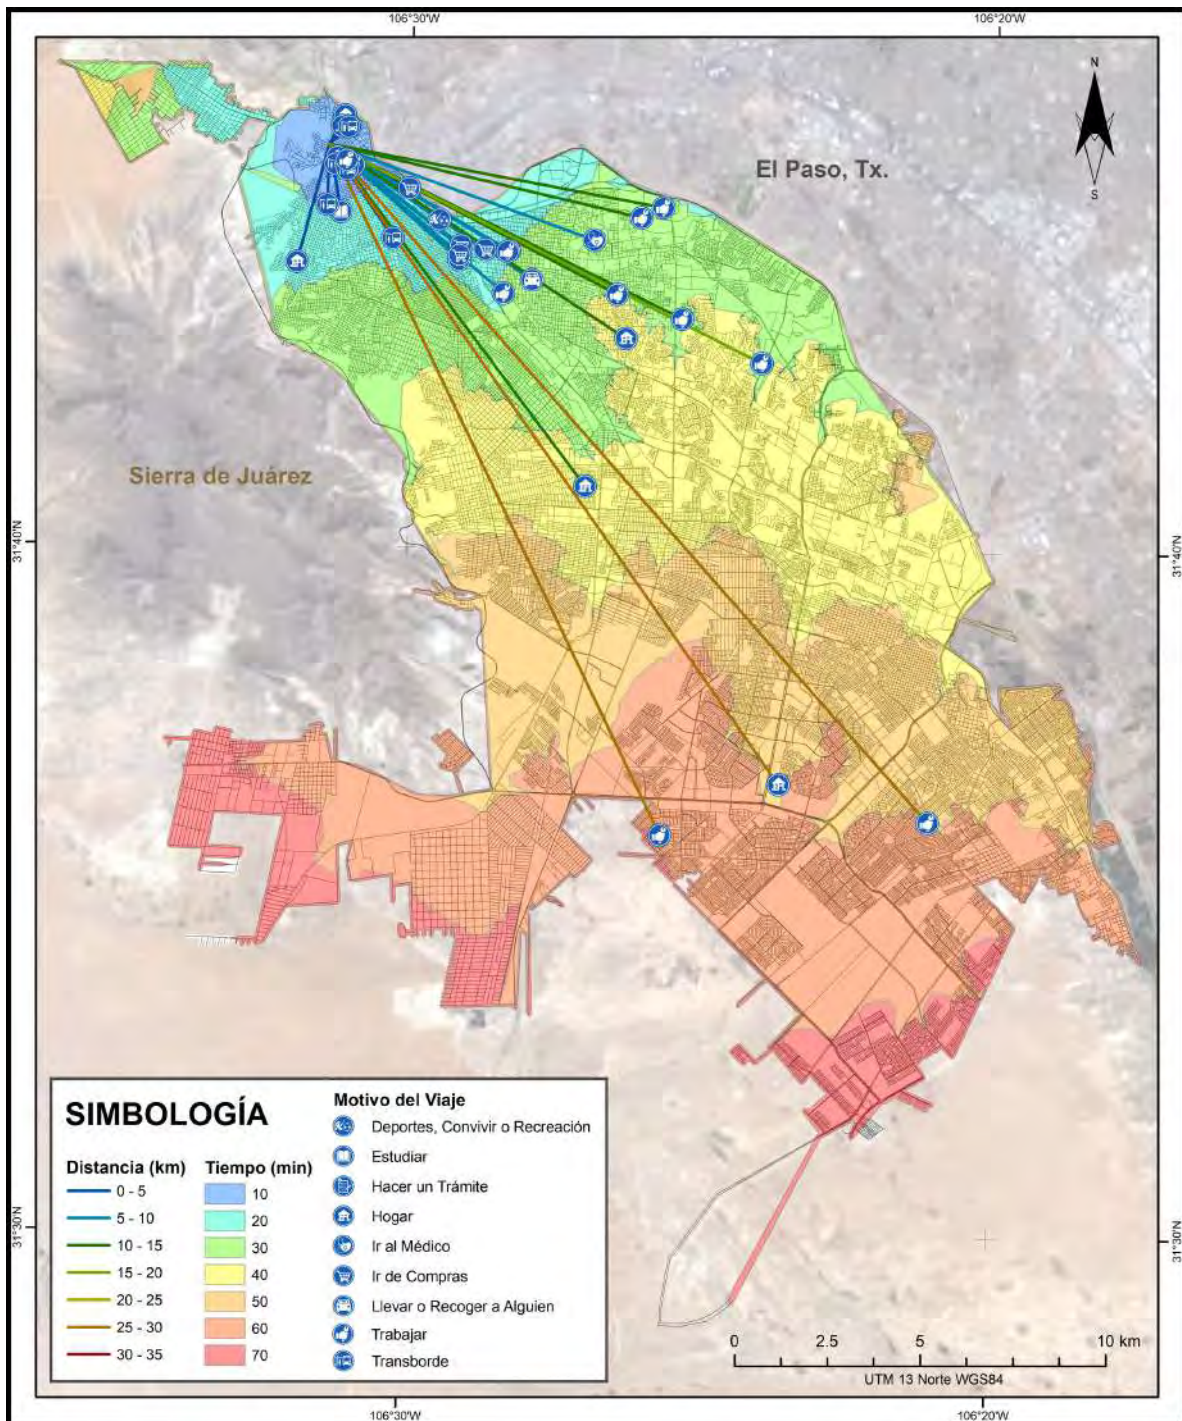 106°30'W
106°20'W
N
S
El Paso, Tx.
Sierra de Juárez
31°40'N
31°40'N
SIMBOLOGÍA
Distancia (km)
0 - 5
5 - 10
10 - 15
15 - 20
20 - 25
25 - 30
30 - 35
Tiempo (min)
10
20
30
40
50
60
70
Motivo del Viaje
Deportes, Convivir o Recreación
Estudiar
Hacer un Trámite
Hogar
Ir al Médico
Ir de Compras
Llevar o Recoger a Alguien
Trabajar
Transborde
31°30'N
31°30'N
0 2.5 5 10 km
UTM 13 Norte WGS84
106°30'W
106°20'W